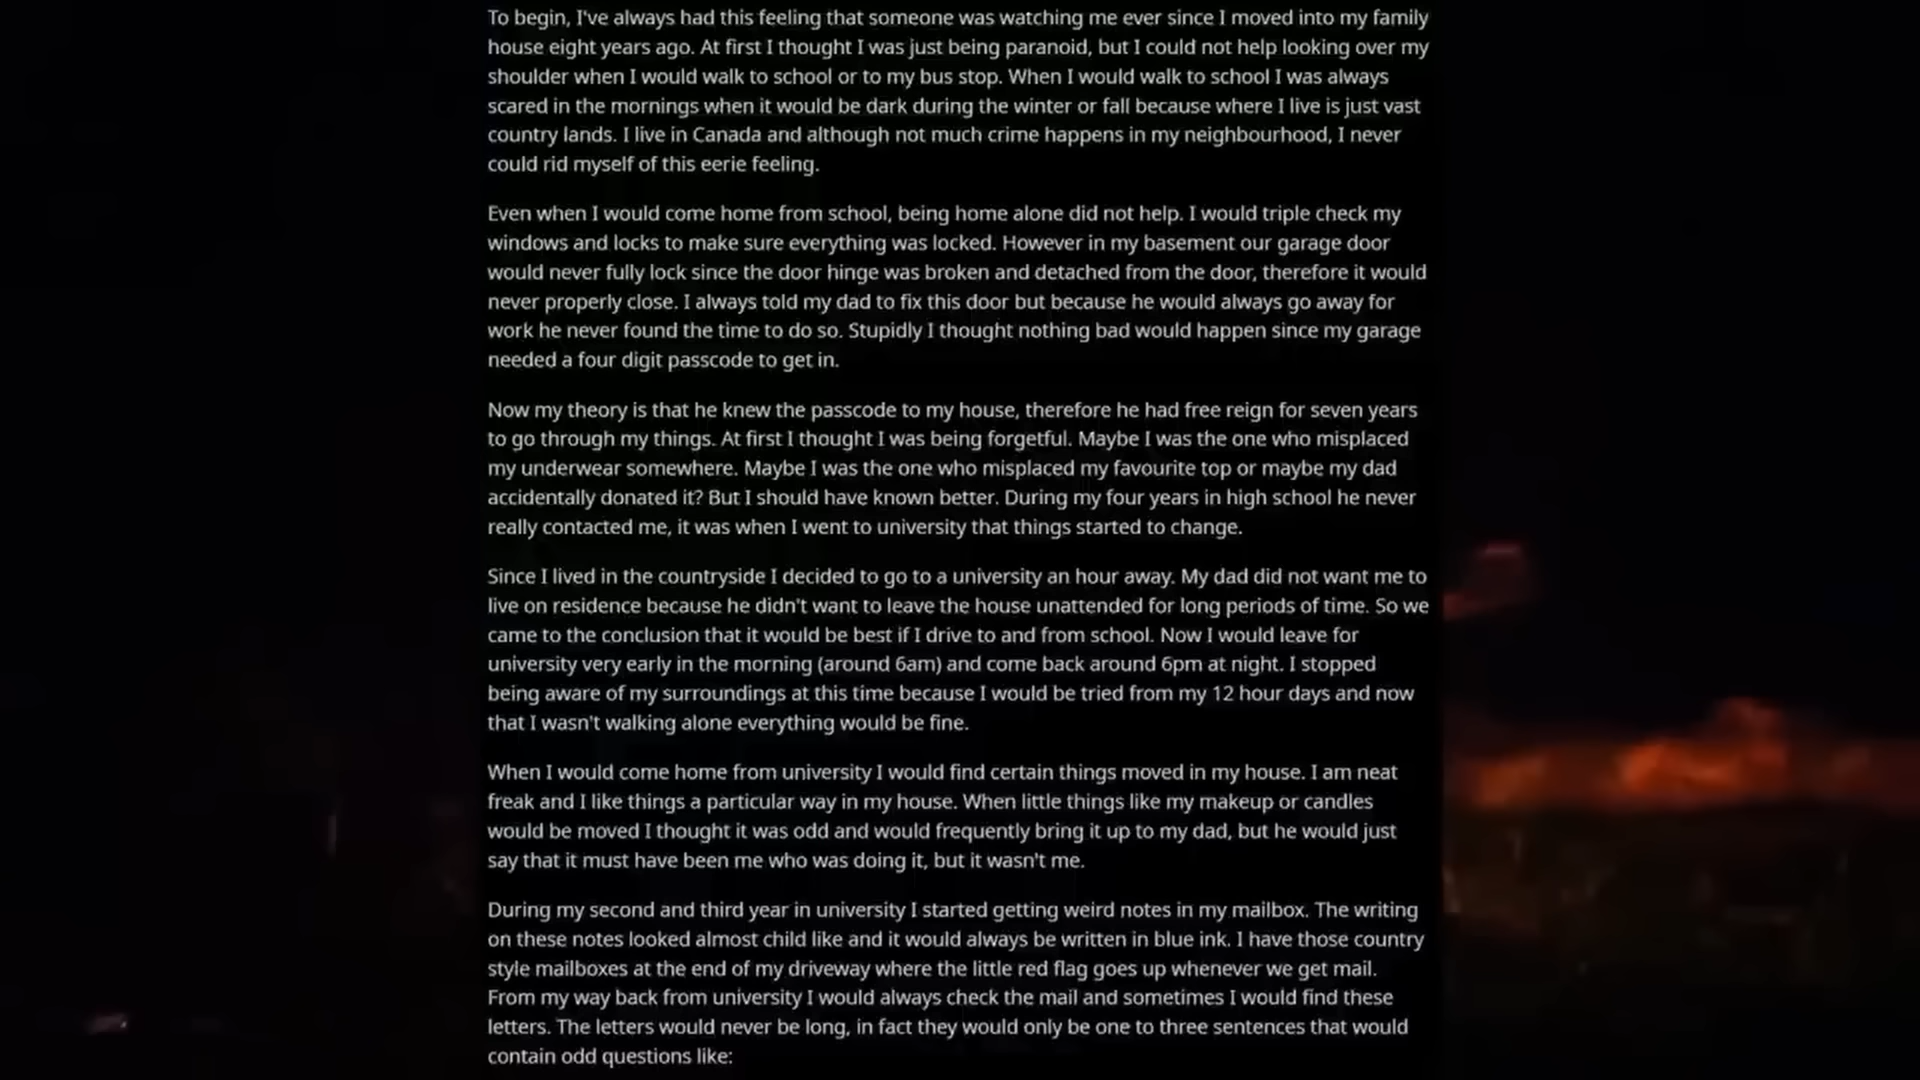 To begin, I've always had this feeling that someone was watching me ever since I moved into my family
house eight years ago. At first I thought I was just being paranoid, but I could not help looking over my
shoulder when I would walk to school or to my bus stop. When I would walk to school I was always
scared in the mornings when it would be dark during the winter or fall because where I live is just vast
country lands. I live in Canada and although not much crime happens in my neighbourhood, I never
could rid myself of this eerie feeling.
Even when I would come home from school, being home alone did not help. I would triple check my
windows and locks to make sure everything was locked. However in my basement our garage door
would never fully lock since the door hinge was broken and detached from the door, therefore it would
never properly close. I always told my dad to fix this door but because he would always go away for
work he never found the time to do so. Stupidly I thought nothing bad would happen since my garage
needed a four digit passcode to get in.
Now my theory is that he knew the passcode to my house, therefore he had free reign for seven years
to go through my things. At first I thought I was being forgetful. Maybe I was the one who misplaced
my underwear somewhere. Maybe I was the one who misplaced my favourite top or maybe my dad
accidentally donated it? But I should have known better. During my four years in high school he never
really contacted me, it was when I went to university that things started to change.
Since I lived in the countryside I decided to go to a university an hour away. My dad did not want me to
live on residence because he didn't want to leave the house unattended for long periods of time. So we
came to the conclusion that it would be best if I drive to and from school. Now I would leave for
university very early in the morning (around 6am) and come back around 6pm at night. I stopped
being aware of my surroundings at this time because I would be tried from my 12 hour days and now
that I wasn't walking alone everything would be fine.
When I would come home from university I would find certain things moved in my house. I am neat
freak and I like things a particular way in my house. When little things like my makeup or candles
would be moved I thought it was odd and would frequently bring it up to my dad, but he would just
say that it must have been me who was doing it, but it wasn't me.
During my second and third year in university I started getting weird notes in my mailbox. The writing
on these notes looked almost child like and it would always be written in blue ink. I have those country
style mailboxes at the end of my driveway where the little red flag goes up whenever we get mail.
From my way back from university I would always check the mail and sometimes I would find these
letters. The letters would never be long, in fact they would only be one to three sentences that would
contain odd questions like: